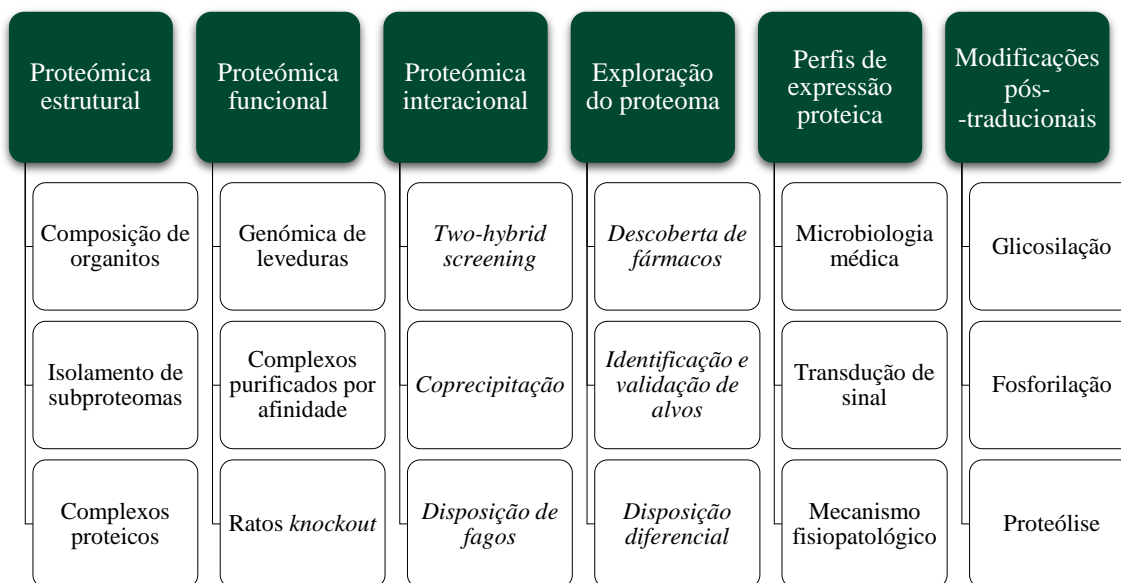 Proteómica
estrutural
Composição de
organitos
Isolamento de
subproteomas
Complexos
proteicos
Proteómica
funcional
Genómica de
leveduras
Complexos
purificados por
afinidade
Ratos knockout
Proteómica
interacional
Two-hybrid
screening
Coprecipitação
Disposição de
fagos
Exploração
do proteoma
Descoberta de
fármacos
Identificação e
validação de
alvos
Disposição
diferencial
Perfis de
expressão
proteica
Microbiologia
médica
Transdução de
sinal
Mecanismo
fisiopatológico
Modificações
pós-
-traducionais
Glicosilação
Fosforilação
Proteólise